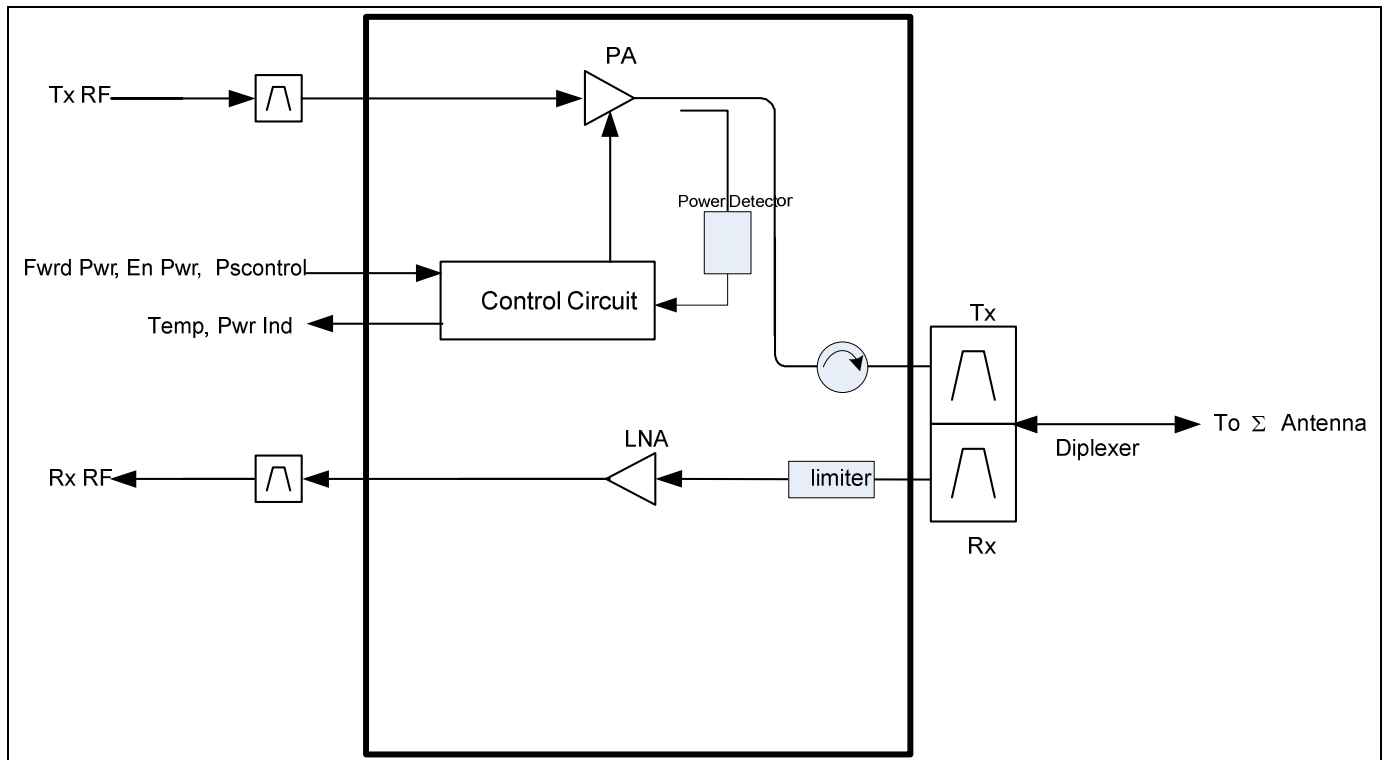 PA
Tx RF
Power Detector
Fwrd Pwr, En Pwr, Pscontrol
Control Circuit
Temp, Pwr Ind
Tx
To Σ Antenna
Diplexer
LNA
Rx RF
limiter
Rx